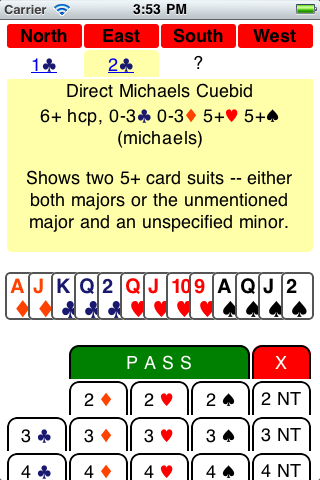 Carrier 3:53 PM
North East South West
1♣ 2♣ ?
Direct Michaels Cuebid
6+ hcp, 0-3♣ 0-3♦ 5+♥ 5+♠
(michaels)
Shows two 5+ card suits -- either
both majors or the unmentioned
major and an unspecified minor.
A♦ J♦ K♣ Q♣ 2♣ Q♥ J♥ 10♥ 9♥ A♠ Q♠ J♠ 2♠
PASS X
2♦ 2♥ 2♠ 2 NT
3♣ 3♦ 3♥ 3♠ 3 NT
4♣ 4♦ 4♥ 4♠ 4 NT